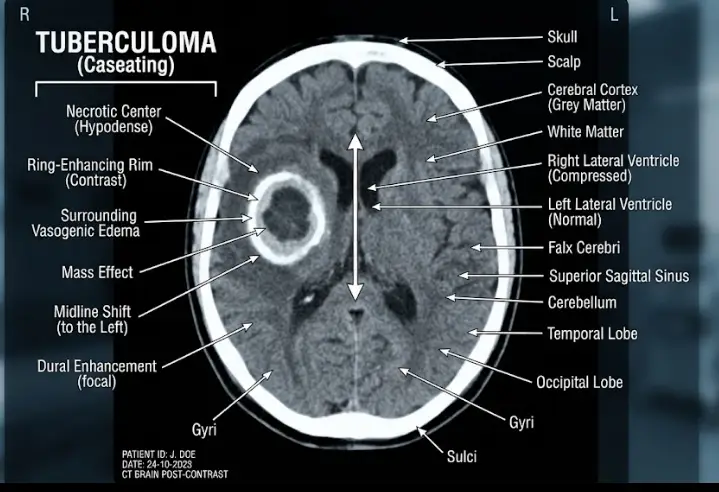 R
L
TUBERCULOMA
(Caseating)
Necrotic Center
(Hypodense)
Ring-Enhancing Rim
(Contrast)
Surrounding
Vasogenic Edema
Mass Effect
Midline Shift
(to the Left)
Dural Enhancement
(focal)
Gyri
Skull
Scalp
Cerebral Cortex
(Grey Matter)
White Matter
Right Lateral Ventricle
(Compressed)
Left Lateral Ventricle
(Normal)
Falx Cerebri
Superior Sagittal Sinus
Cerebellum
Temporal Lobe
Occipital Lobe
Gyri
Sulci
PATIENT ID: J. DOE
DATE: 24-10-2023
CT BRAIN POST-CONTRAST